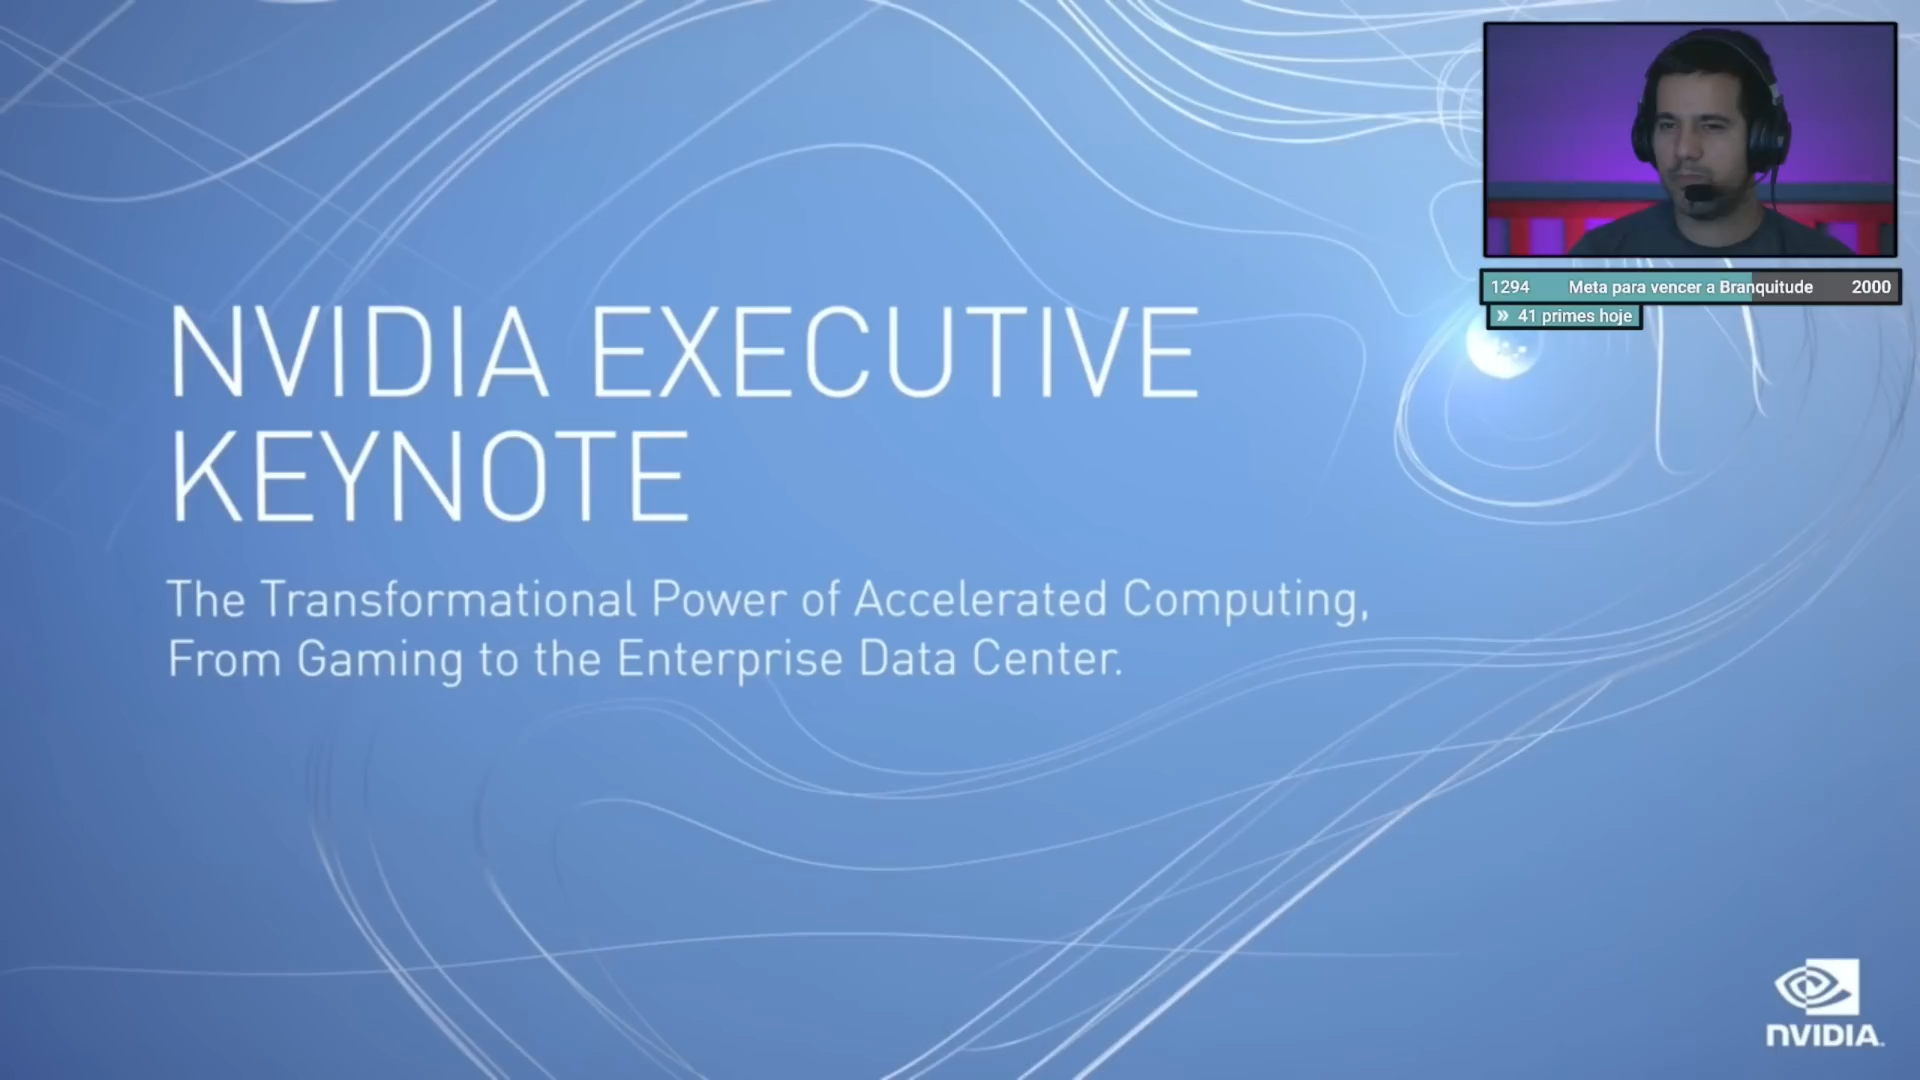 NVIDIA EXECUTIVE
KEYNOTE
The Transformational Power of Accelerated Computing,
From Gaming to the Enterprise Data Center.
1294 Meta para vencer a Branquitude 2000
» 41 primes hoje
NVIDIA.